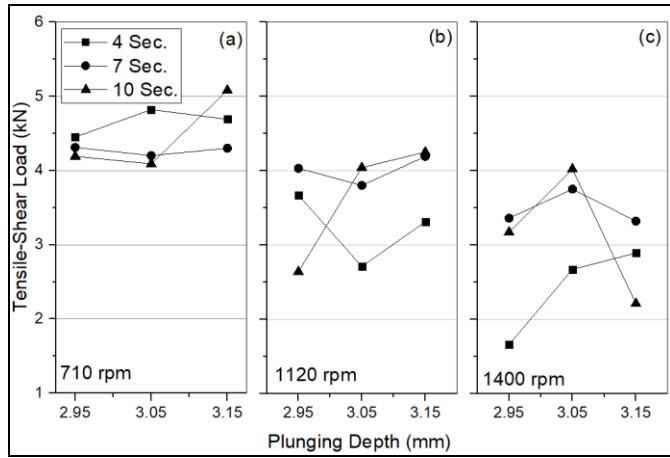 Tensile-Shear Load (kN)
6
5
4
3
2
1
4 Sec.
7 Sec.
10 Sec.
(a)
710 rpm
2.95 3.05 3.15
(b)
1120 rpm
2.95 3.05 3.15
(c)
1400 rpm
2.95 3.05 3.15
Plunging Depth (mm)